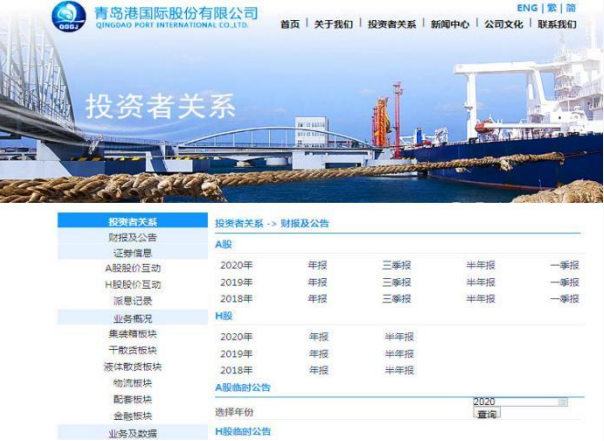 ENG | 繁 | 简
青岛港国际股份有限公司
QINGDAO PORT INTERNATIONAL CO.,LTD.
QQGJ
首页 | 关于我们 | 投资者关系 | 新闻中心 | 公司文化 | 联系我们
投资者关系
投资者关系
财报及公告
证券信息
A股股价互动
H股股价互动
派息记录
业务概况
集装箱板块
干散货板块
液体散货板块
物流板块
配套板块
金融板块
业务及数据
投资者关系 -> 财报及公告
A股
2020年 年报 三季报 半年报 一季报
2019年 年报 三季报 半年报 一季报
2018年 年报 三季报 半年报 一季报
H股
2020年 年报 半年报
2019年 年报 半年报
2018年 年报 半年报
A股临时公告
选择年份 2020
查询
H股临时公告